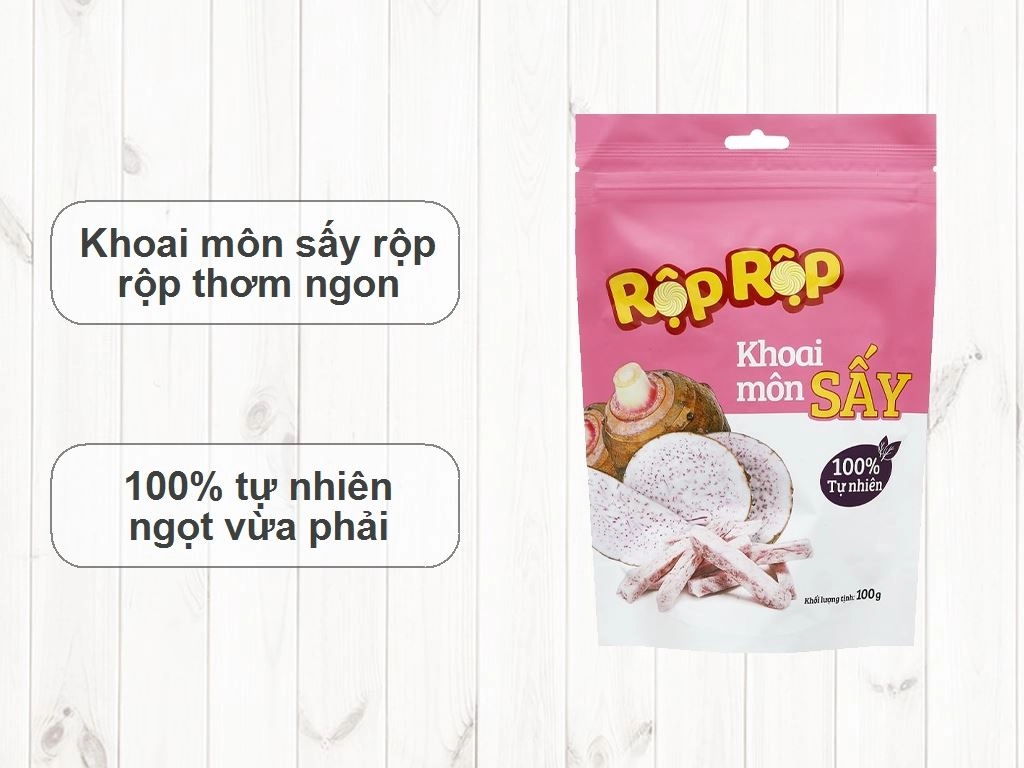 Khoai môn sấy rộp
rộp thơm ngon
100% tự nhiên
ngọt vừa phải
Rộp Rộp
Khoai
môn SẤY
100%
Tự nhiên
Khối lượng tịnh: 100g